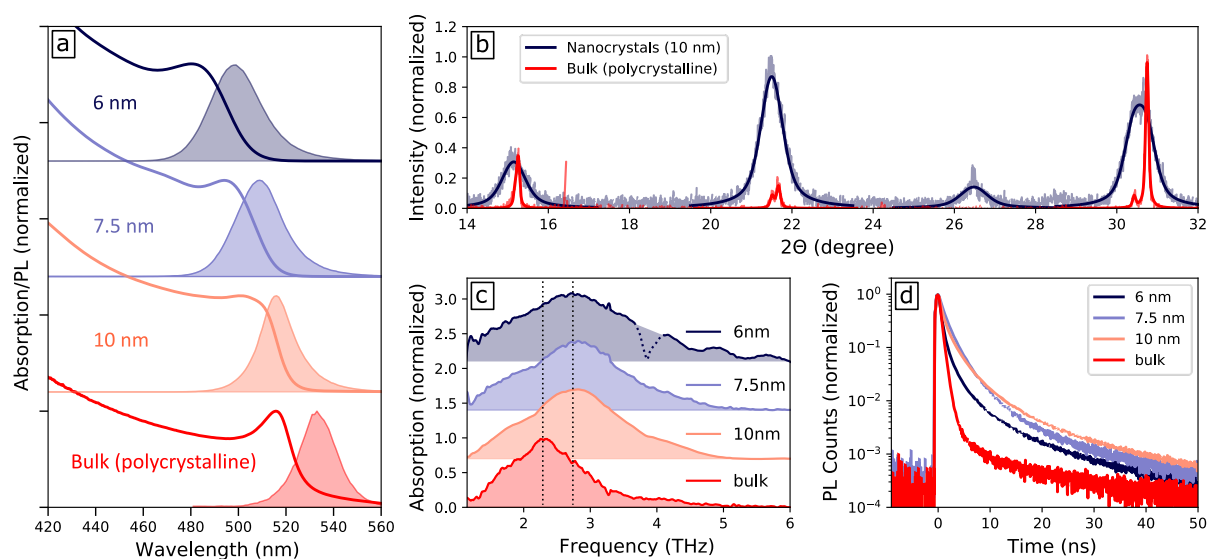 a
Absorption/PL (normalized)
6 nm
7.5 nm
10 nm
Bulk (polycrystalline)
420 440 460 480 500 520 540 560
Wavelength (nm)
b
Intensity (normalized)
1.2
1.0
0.8
0.6
0.4
0.2
0.0
Nanocrystals (10 nm)
Bulk (polycrystalline)
14 16 18 20 22 24 26 28 30 32
2Θ (degree)
c
Absorption (normalized)
3.0
2.5
2.0
1.5
1.0
0.5
0.0
6nm
7.5nm
10nm
bulk
2 3 4 5 6
Frequency (THz)
d
PL Counts (normalized)
10⁰
10⁻¹
10⁻²
10⁻³
10⁻⁴
6 nm
7.5 nm
10 nm
bulk
0 10 20 30 40 50
Time (ns)